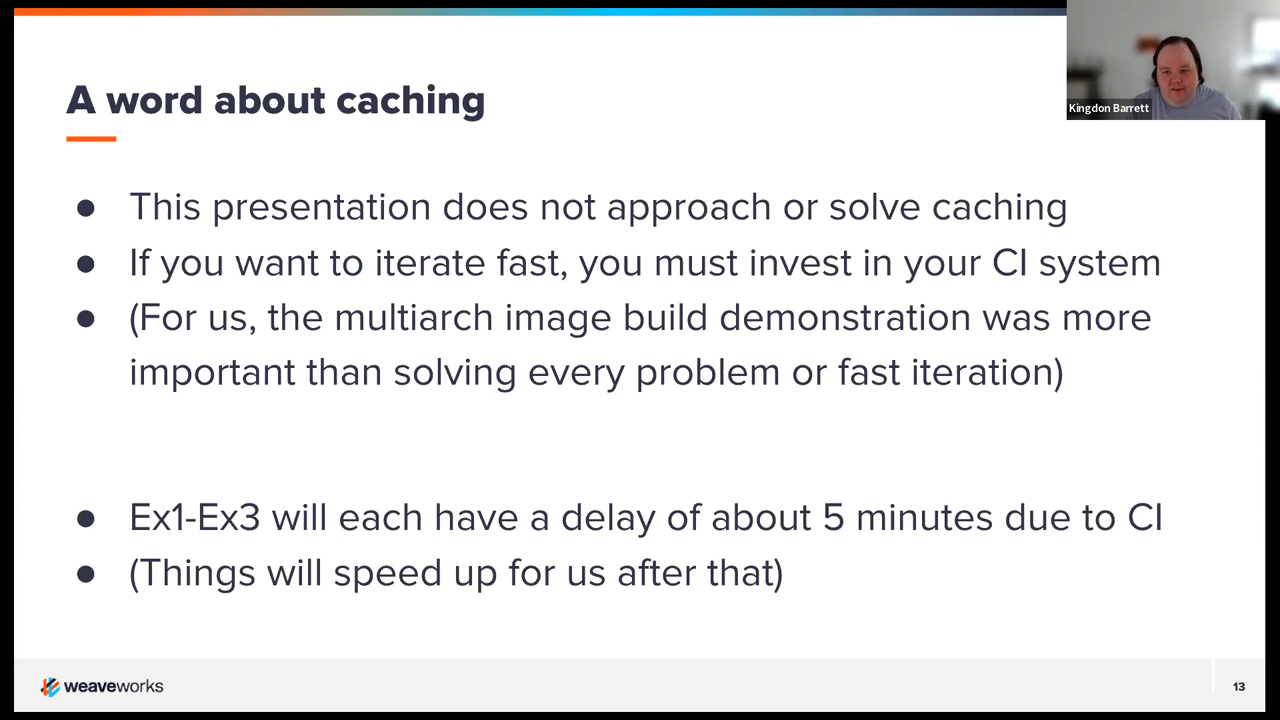 A word about caching
Kingdon Barrett
● This presentation does not approach or solve caching
● If you want to iterate fast, you must invest in your CI system
● (For us, the multiarch image build demonstration was more
important than solving every problem or fast iteration)
● Ex1-Ex3 will each have a delay of about 5 minutes due to CI
● (Things will speed up for us after that)
weaveworks
13